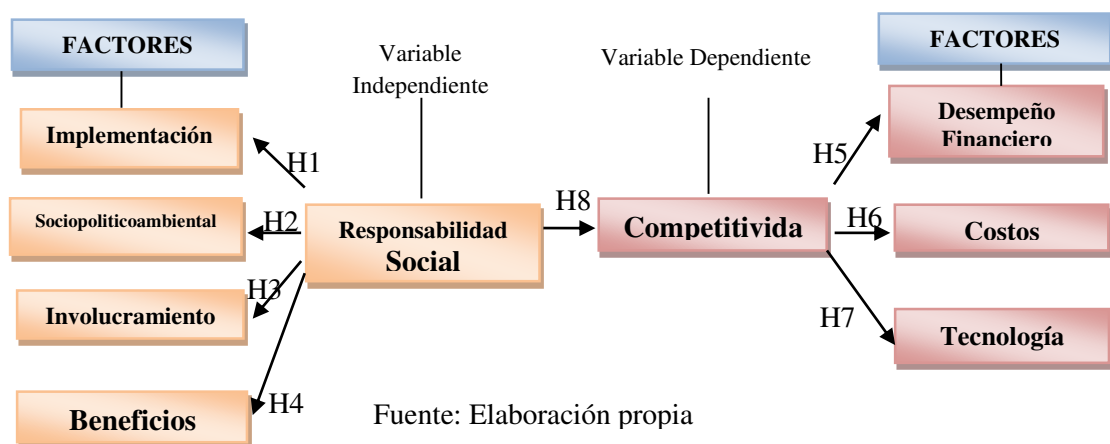 FACTORES
Variable
Independiente
Variable Dependiente
FACTORES
Implementación
H1
Sociopoliticoambiental
H2
Involucramiento
H3
Beneficios
H4
Responsabilidad
Social
H8
Competitivida
H5
Desempeño
Financiero
H6
Costos
H7
Tecnología
Fuente: Elaboración propia